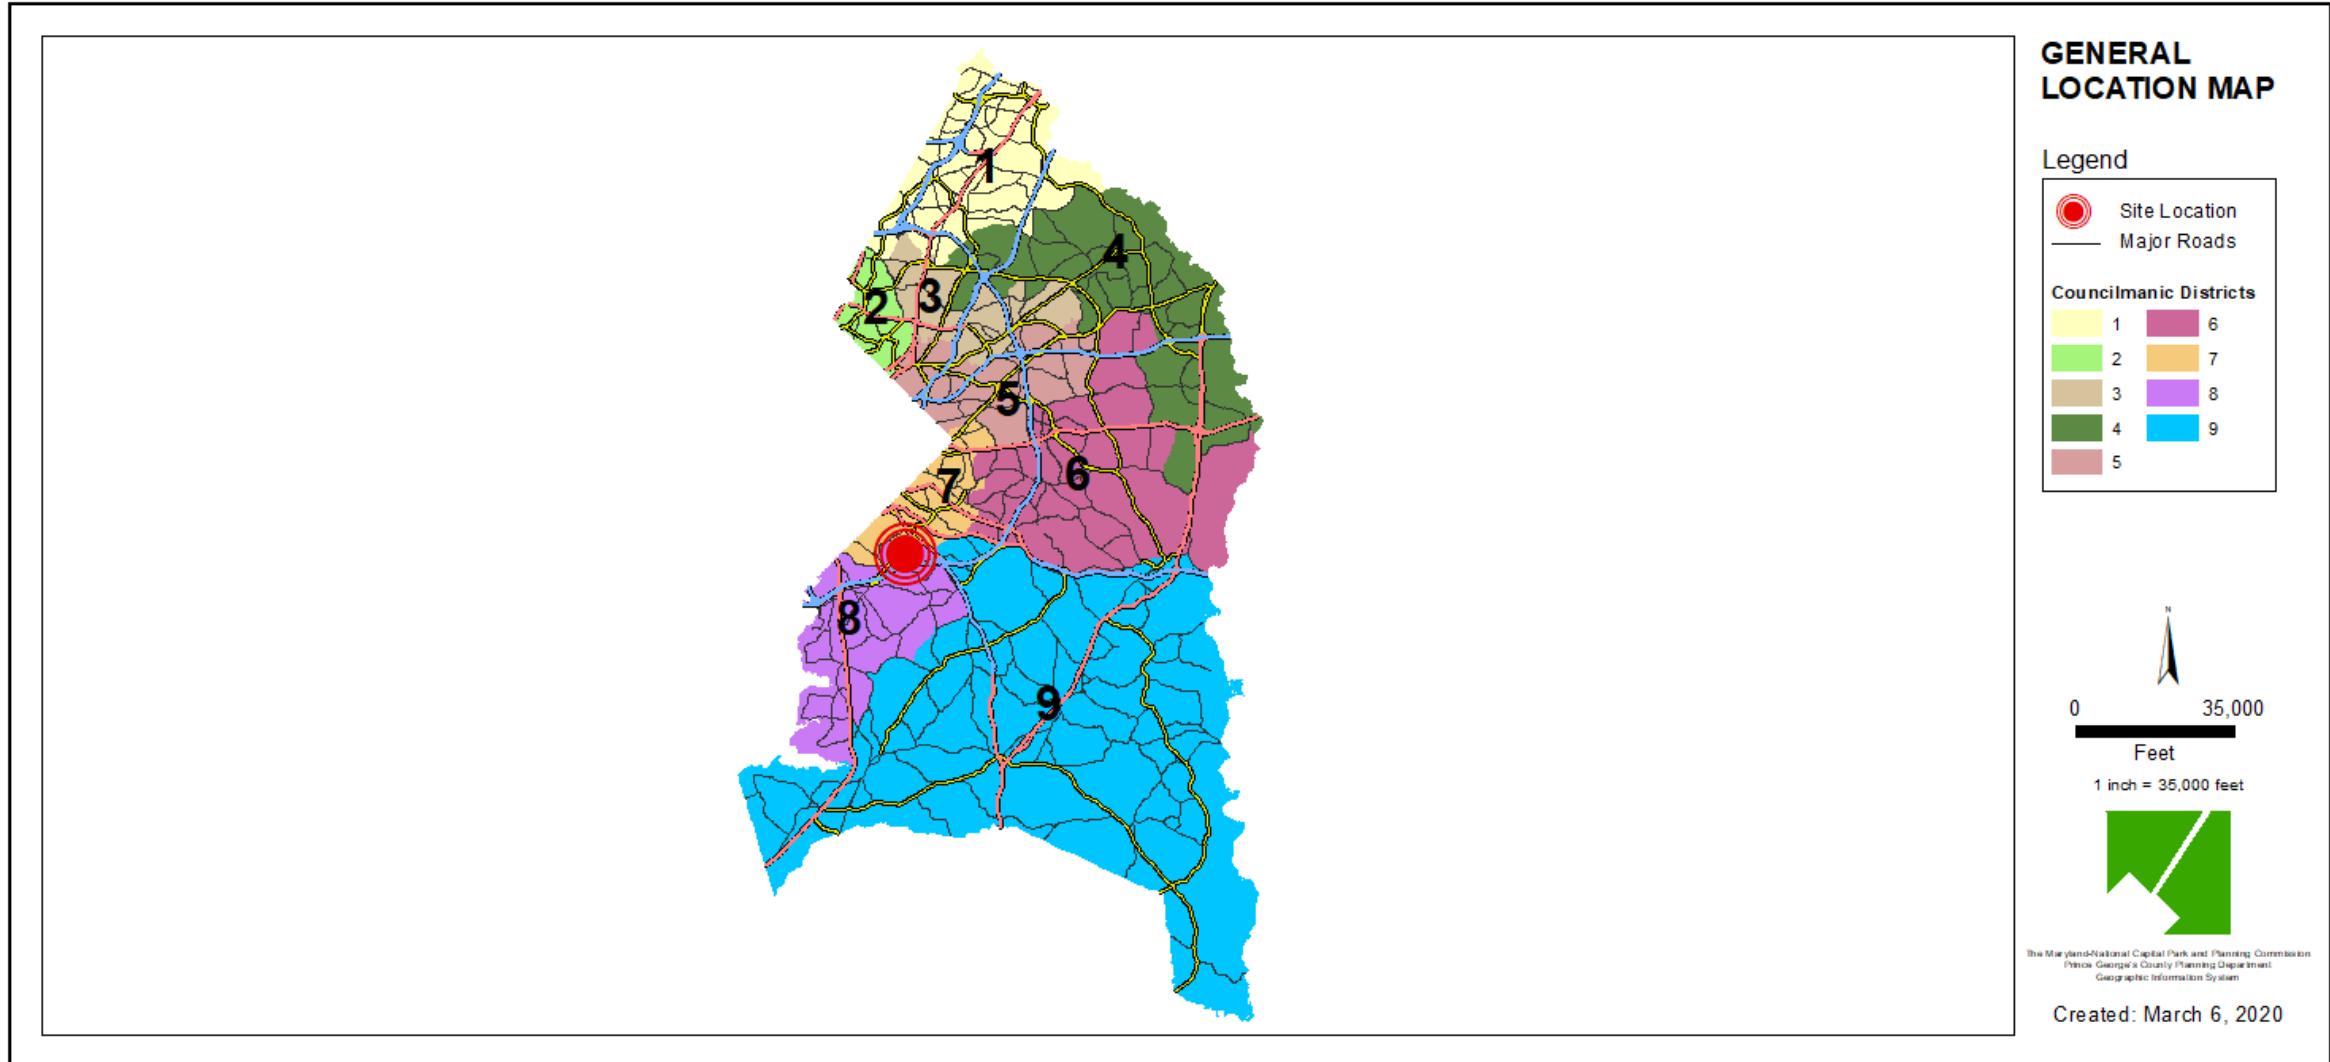 GENERAL
LOCATION MAP
Legend
Site Location
Major Roads
Councilmanic Districts
1 6
2 7
3 8
4 9
5
1
4
3
2
5
7
6
8
9
N
0 35,000
Feet
1 inch = 35,000 feet
The Maryland-National Capital Park and Planning Commission
Prince George's County Planning Department
Geographic Information System
Created: March 6, 2020